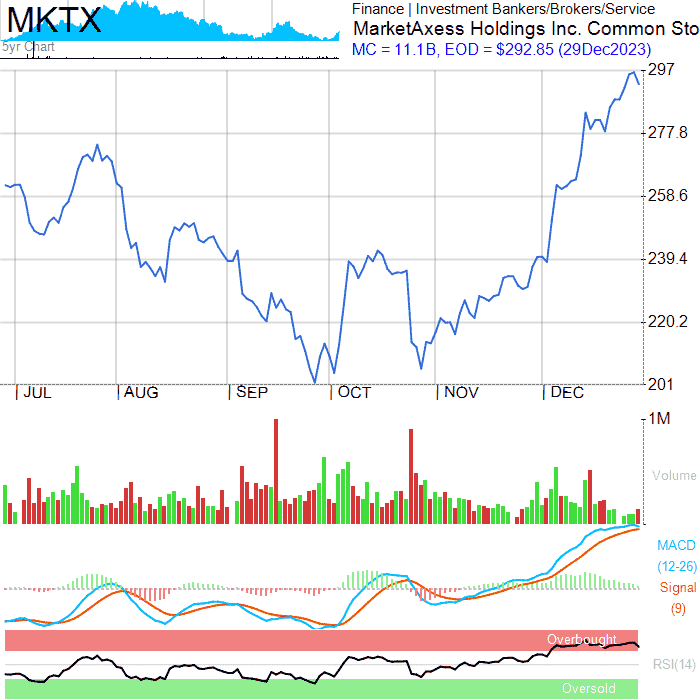 MKTX
5yr Chart
Finance | Investment Bankers/Brokers/Service
MarketAxess Holdings Inc. Common Sto
MC = 11.1B, EOD = $292.85 (29Dec2023)
297
277.8
258.6
239.4
220.2
201
JUL AUG SEP OCT NOV DEC
1M
Volume
MACD
(12-26)
Signal
(9)
Overbought
RSI(14)
Oversold